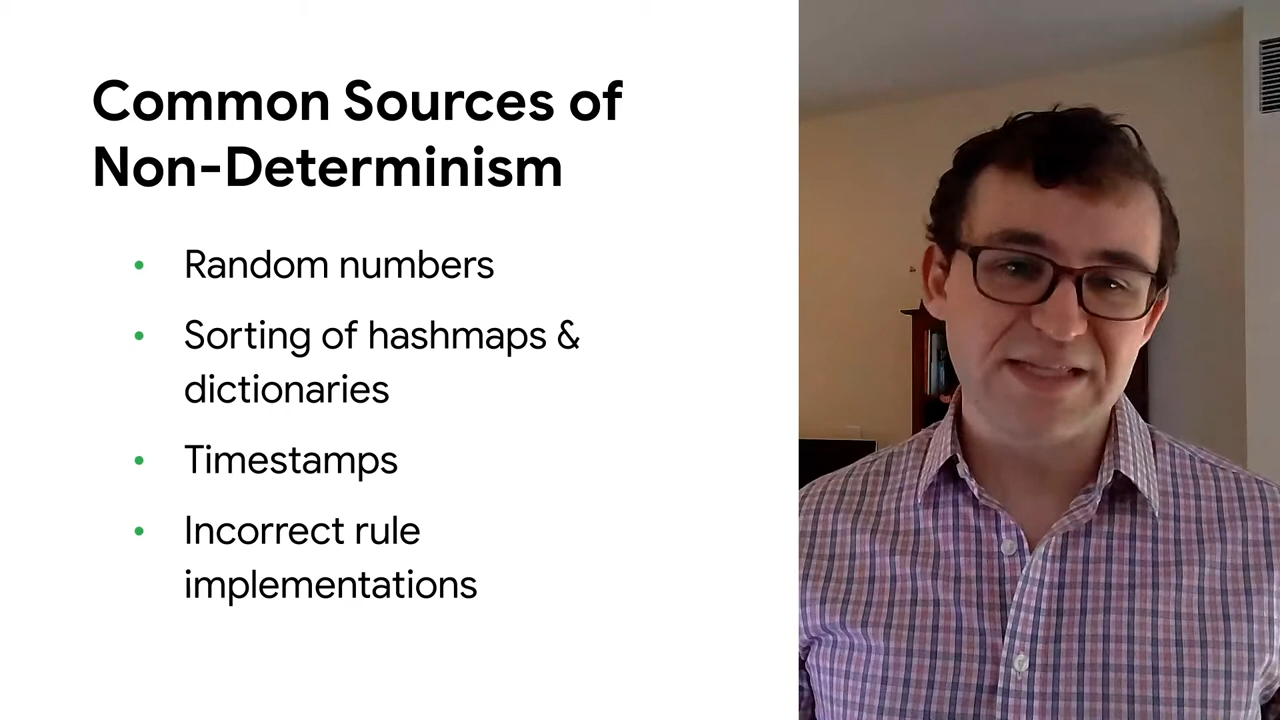 Common Sources of
Non-Determinism
• Random numbers
• Sorting of hashmaps &
dictionaries
• Timestamps
• Incorrect rule
implementations